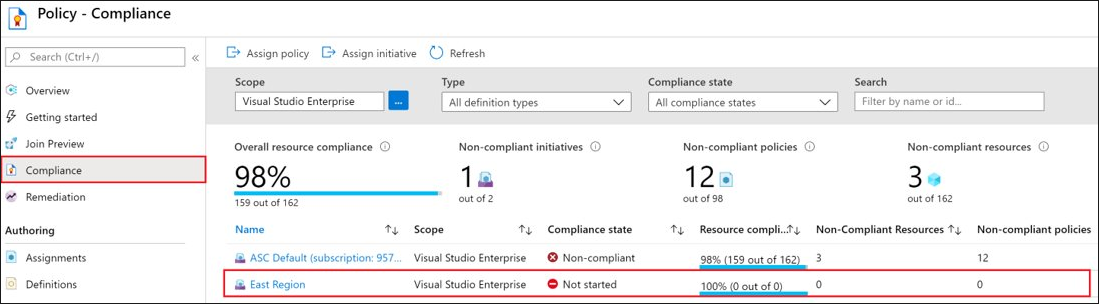 Policy - Compliance
Search (Ctrl+/)
«
Overview
Getting started
Join Preview
Compliance
Remediation
Authoring
Assignments
Definitions
Assign policy Assign initiative Refresh
Scope Type Compliance state Search
Visual Studio Enterprise ... All definition types All compliance states Filter by name or id...
Overall resource compliance Non-compliant initiatives Non-compliant policies Non-compliant resources
98% 1 12 3
159 out of 162 out of 2 out of 98 out of 162
Name Scope Compliance state Resource compli... Non-Compliant Resources Non-compliant policies
ASC Default (subscription: 957... Visual Studio Enterprise Non-compliant 98% (159 out of 162) 3 12
East Region Visual Studio Enterprise Not started 100% (0 out of 0) 0 0